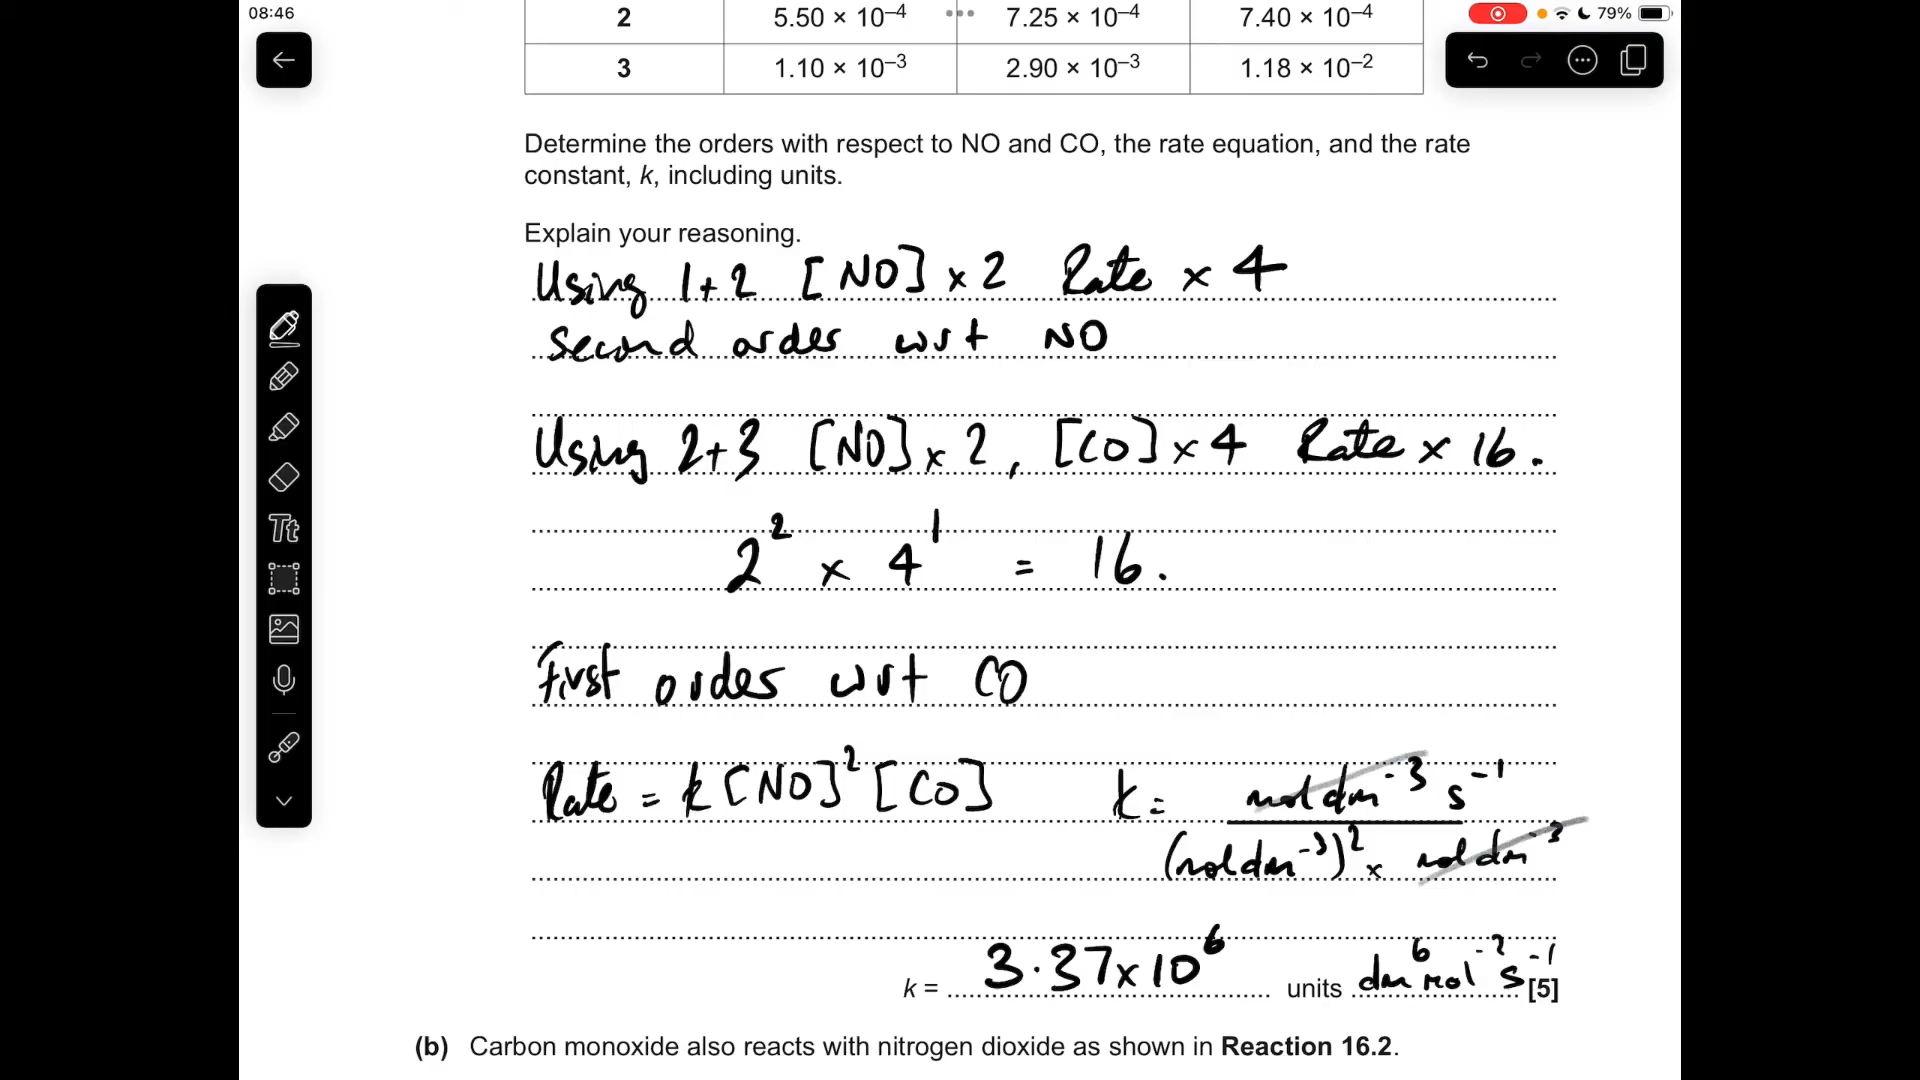 08:46
79%
2 5.50 × 10⁻⁴ 7.25 × 10⁻⁴ 7.40 × 10⁻⁴
3 1.10 × 10⁻³ 2.90 × 10⁻³ 1.18 × 10⁻²
Determine the orders with respect to NO and CO, the rate equation, and the rate
constant, k, including units.
Explain your reasoning.
Using 1+2 [NO] × 2 Rate × 4
Second order wrt NO
Using 2+3 [NO] × 2, [CO] × 4 Rate × 16.
2² × 4¹ = 16.
First order wrt CO
Rate = k [NO]² [CO] k = mol dm⁻³ s⁻¹
(mol dm⁻³)² × mol dm⁻³
k = 3.37 × 10⁶ units dm⁶ mol⁻² s⁻¹ [5]
(b) Carbon monoxide also reacts with nitrogen dioxide as shown in Reaction 16.2.
Tt